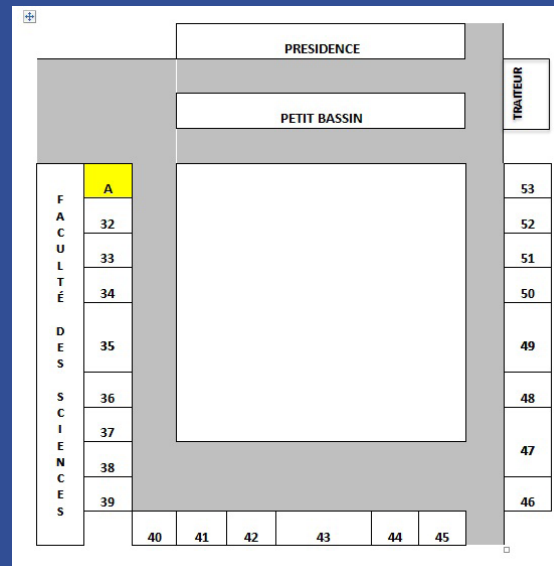 PRESIDENCE
TRAITEUR
PETIT BASSIN
FACULTÉ DES SCIENCES
A
53
32
52
33
51
34
50
35
49
36
48
37
47
38
39
46
40 41 42 43 44 45